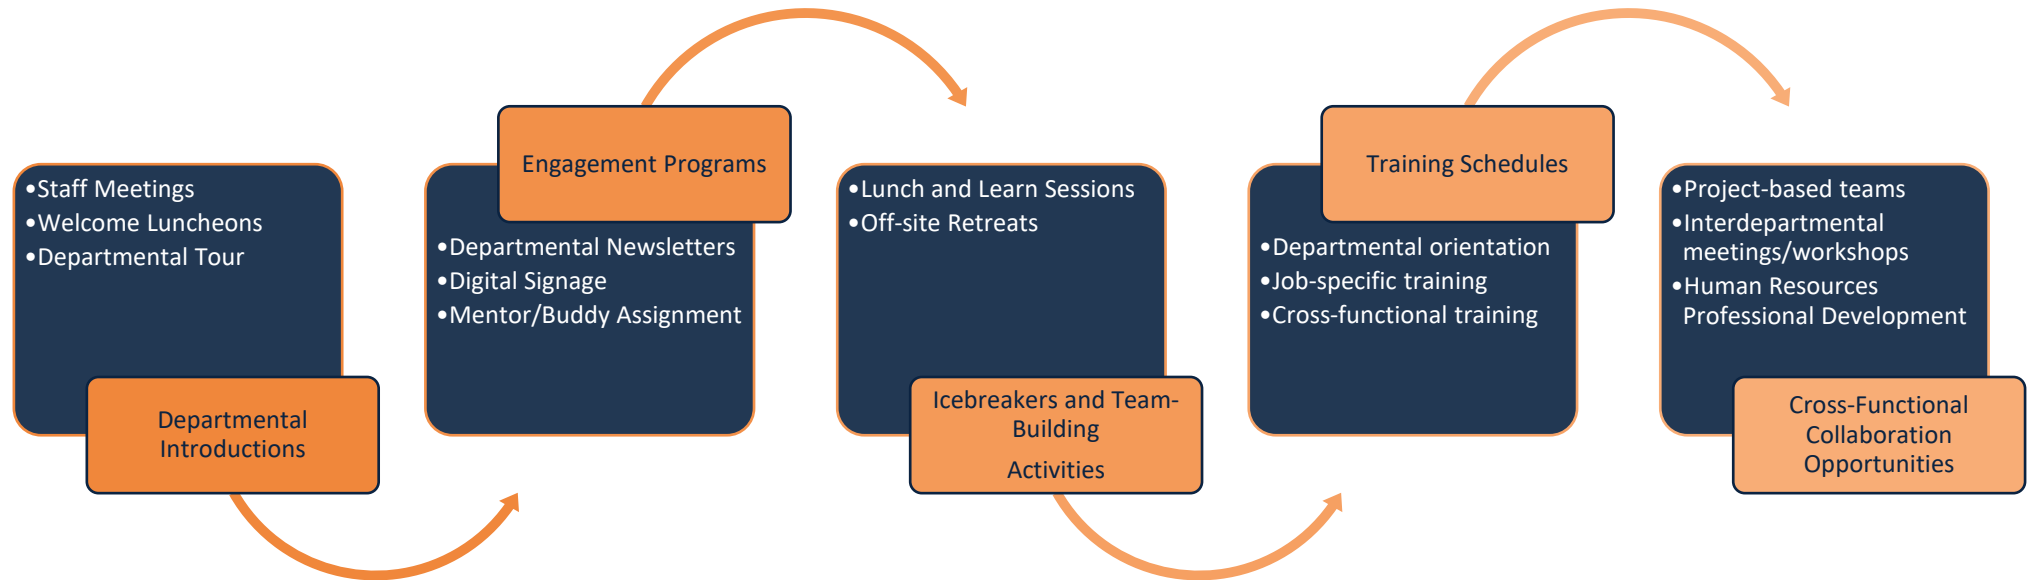 •Staff Meetings
•Welcome Luncheons
•Departmental Tour
Departmental
Introductions
Engagement Programs
•Departmental Newsletters
•Digital Signage
•Mentor/Buddy Assignment
•Lunch and Learn Sessions
•Off-site Retreats
Icebreakers and Team-
Building
Activities
Training Schedules
•Departmental orientation
•Job-specific training
•Cross-functional training
•Project-based teams
•Interdepartmental
meetings/workshops
•Human Resources
Professional Development
Cross-Functional
Collaboration
Opportunities